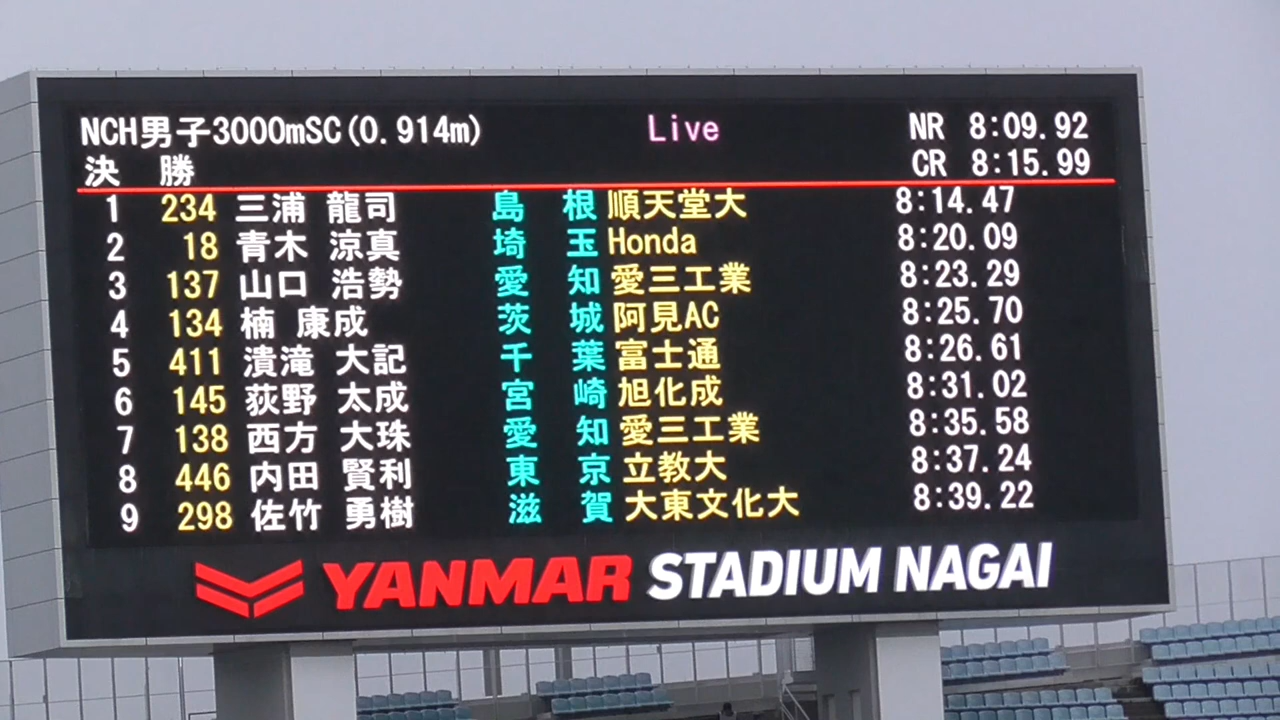 NCH男子3000mSC(0.914m) Live NR 8:09.92
決 勝 CR 8:15.99
1 234 三浦 龍司 島 根 順天堂大 8:14.47
2 18 青木 涼真 埼 玉 Honda 8:20.09
3 137 山口 浩勢 愛 知 愛三工業 8:23.29
4 134 楠 康成 茨 城 阿見AC 8:25.70
5 411 潰滝 大記 千 葉 富士通 8:26.61
6 145 荻野 太成 宮 崎 旭化成 8:31.02
7 138 西方 大珠 愛 知 愛三工業 8:35.58
8 446 内田 賢利 東 京 立教大 8:37.24
9 298 佐竹 勇樹 滋 賀 大東文化大 8:39.22
YANMAR STADIUM NAGAI